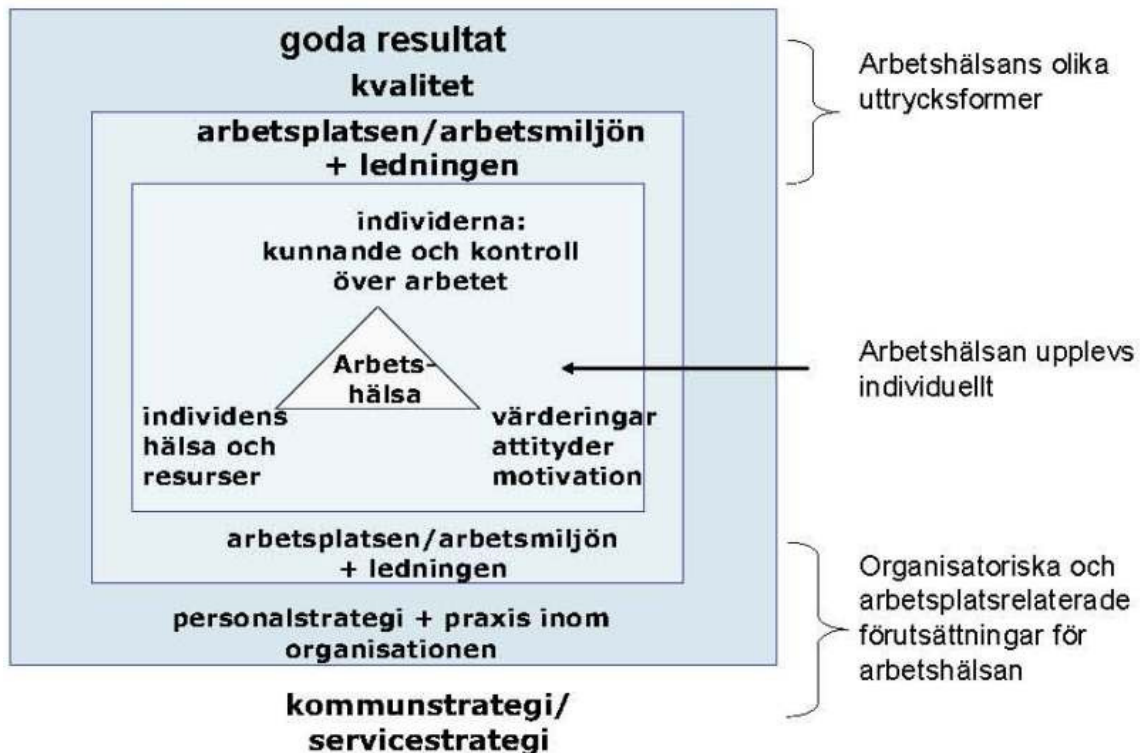 goda resultat
kvalitet
arbetsplatsen/arbetsmiljön
+ ledningen
individerna:
kunnande och kontroll
över arbetet
Arbets-
hälsa
individens
hälsa och
resurser
värderingar
attityder
motivation
arbetsplatsen/arbetsmiljön
+ ledningen
personalstrategi + praxis inom
organisationen
kommunstrategi/
servicestrategi
Arbetshälsans olika
uttrycksformer
Arbetshälsan upplevs
individuellt
Organisatoriska och
arbetsplatsrelaterade
förutsättningar för
arbetshälsan